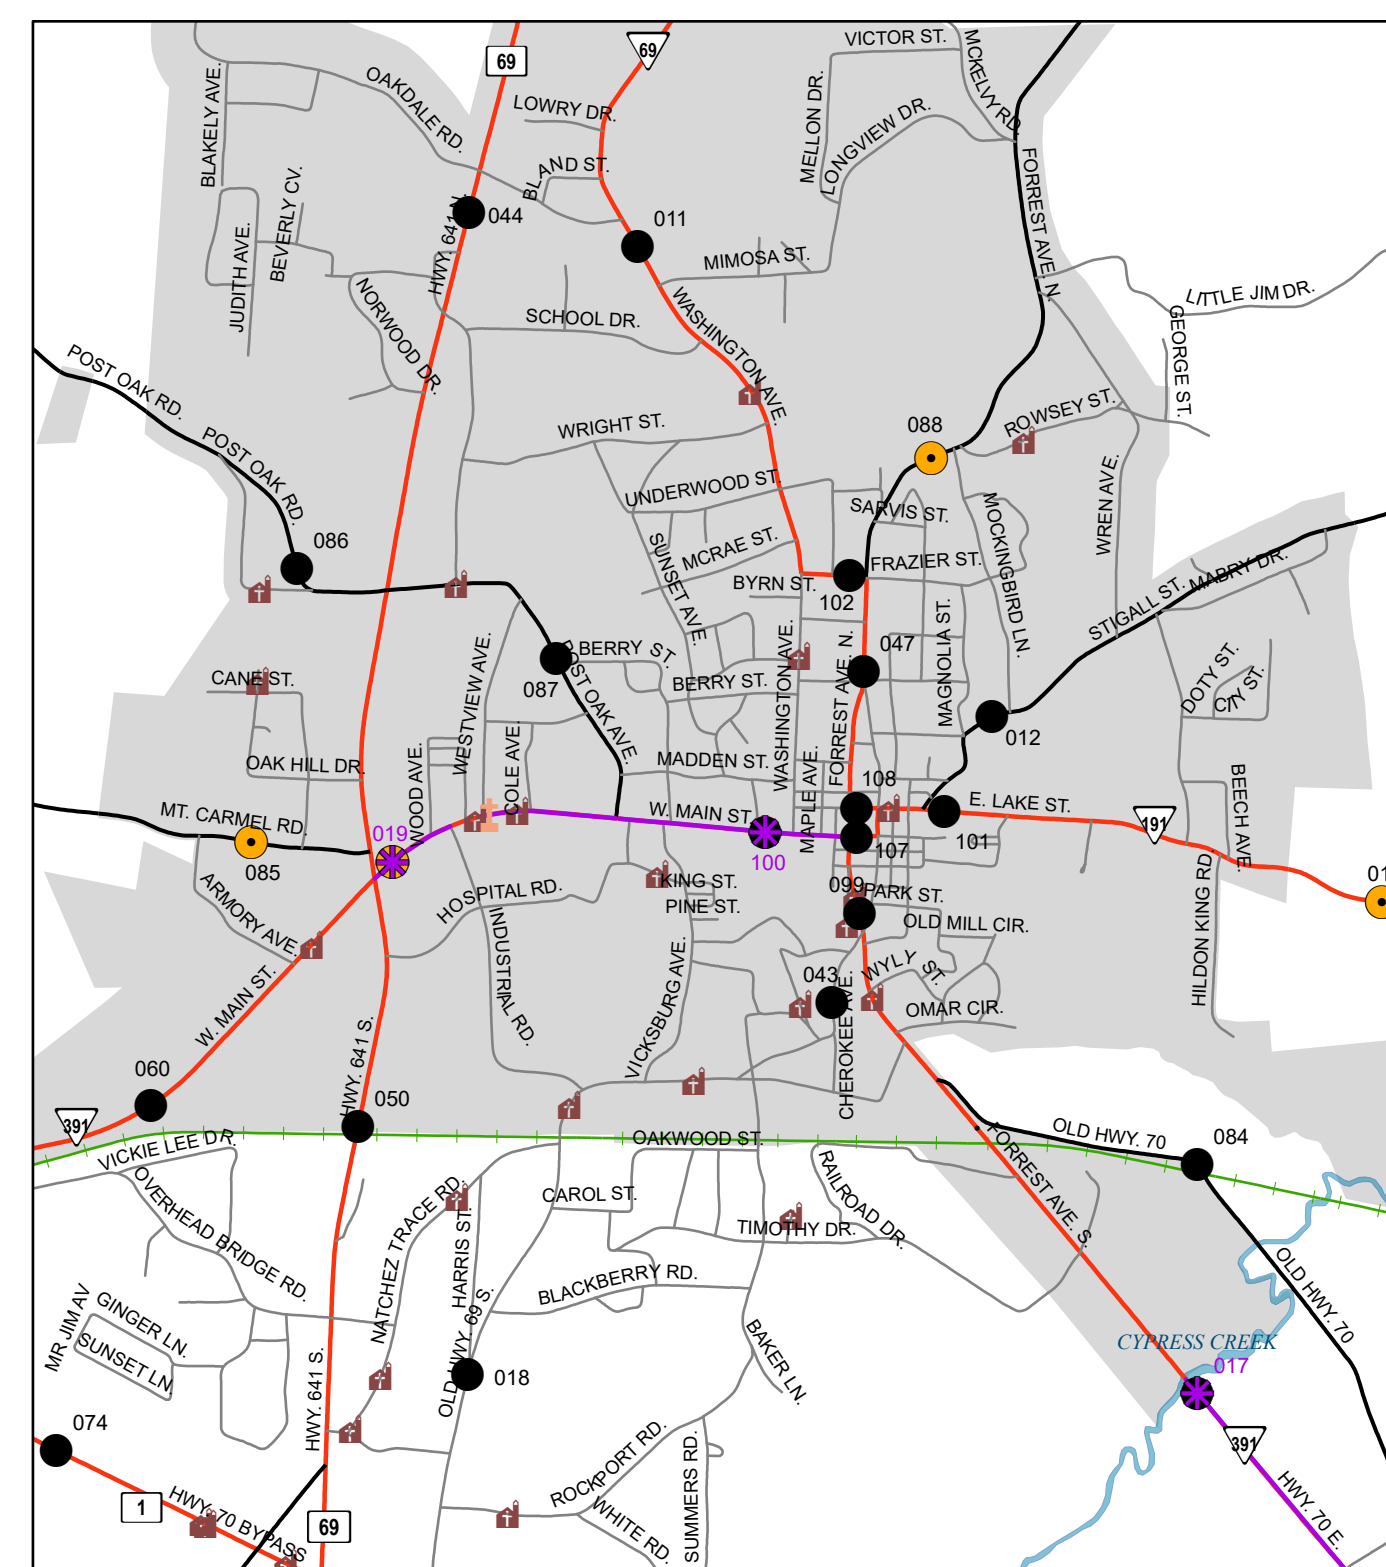 VICTOR ST.
69
69
MCKELVY RD.
OAKDALE RD.
BLAKELY AVE.
LOWRY DR.
MELLON DR.
LONGVIEW DR.
BLAND ST.
FORREST AVE. N.
BEVERLY CV.
HWY. 641 N.
044
011
JUDITH AVE.
MIMOSA ST.
NORWOOD DR.
WASHINGTON AVE.
LITTLE JIM DR.
GEORGE ST.
SCHOOL DR.
POST OAK RD.
POST OAK RD.
WRIGHT ST.
088
ROWSEY ST.
UNDERWOOD ST.
SARVIS ST.
MOCKINGBIRD LN.
WREN AVE.
086
SUNSET AVE.
MCRAE ST.
FRAZIER ST.
BYRN ST.
102
STIGALL ST.
MABRY DR.
MAGNOLIA ST.
CANE ST.
WESTVIEW AVE.
BERRY ST.
087
POST OAK AVE.
BERRY ST.
WASHINGTON AVE.
FORREST AVE. N.
047
DOTY ST.
CITY ST.
012
OAK HILL DR.
WOOD AVE.
COLE AVE.
MADDEN ST.
MAPLE AVE.
108
BEECH AVE.
MT. CARMEL RD.
019
W. MAIN ST.
100
107
E. LAKE ST.
101
191
085
ARMORY AVE.
HOSPITAL RD.
KING ST.
PINE ST.
099
PARK ST.
OLD MILL CIR.
HILDON KING RD.
01
INDUSTRIAL RD.
W. MAIN ST.
VICKSBURG AVE.
043
CHEROKEE AVE.
WYLY ST.
OMAR CIR.
HWY. 641 S.
060
391
050
VICKIE LEE DR.
OAKWOOD ST.
OLD HWY. 70
084
OVERHEAD BRIDGE RD.
NATCHEZ TRACE RD.
HARRIS ST.
CAROL ST.
RAILROAD DR.
TIMOTHY DR.
FORREST AVE. S.
OLD HWY. 70
BLACKBERRY RD.
MR JIM AV
GINGER LN.
SUNSET LN.
OLD HWY. 69 S.
BAKER LN.
CYPRESS CREEK
017
018
HWY. 641 S.
074
ROCKPORT RD.
SUMMERS RD.
391
HWY. 70 E.
1
HWY. 70 BYPASS
69
WHITE RD.